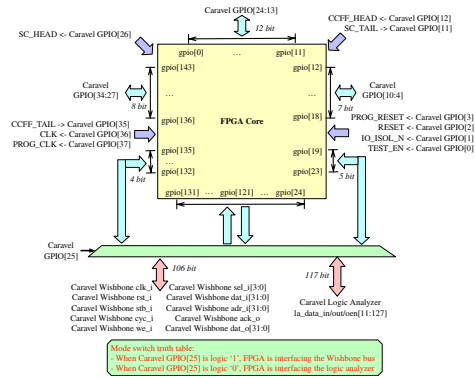 Caravel GPIO[24:13]
12 bit
CCFF_HEAD <- Caravel GPIO[12]
SC_TAIL -> Caravel GPIO[11]
SC_HEAD <- Caravel GPIO[26]
gpio[0] ... gpio[11]
gpio[143] gpio[12]
Caravel
GPIO[34:27]
8 bit
...
...
Caravel
GPIO[10:4]
7 bit
gpio[136] FPGA Core gpio[18]
CCFF_TAIL -> Caravel GPIO[35]
CLK <- Caravel GPIO[36]
PROG_CLK <- Caravel GPIO[37]
PROG_RESET <- Caravel GPIO[3]
RESET <- Caravel GPIO[2]
IO_ISOL_N <- Caravel GPIO[1]
TEST_EN <- Caravel GPIO[0]
gpio[135] gpio[19]
...
...
4 bit
gpio[132] gpio[23]
5 bit
gpio[131] ... gpio[121] ... gpio[24]
Caravel
GPIO[25]
106 bit
117 bit
Caravel Wishbone clk_i Caravel Wishbone sel_i[3:0]
Caravel Wishbone rst_i Caravel Wishbone dat_i[31:0]
Caravel Wishbone stb_i Caravel Wishbone adr_i[31:0]
Caravel Wishbone cyc_i Caravel Wishbone ack_o
Caravel Wishbone we_i Caravel Wishbone dat_o[31:0]
Caravel Logic Analyzer
la_data_in/out/oen[11:127]
Mode switch truth table:
- When Caravel GPIO[25] is logic ‘1’, FPGA is interfacing the Wishbone bus
- When Caravel GPIO[25] is logic ‘0’, FPGA is interfacing the logic analyzer